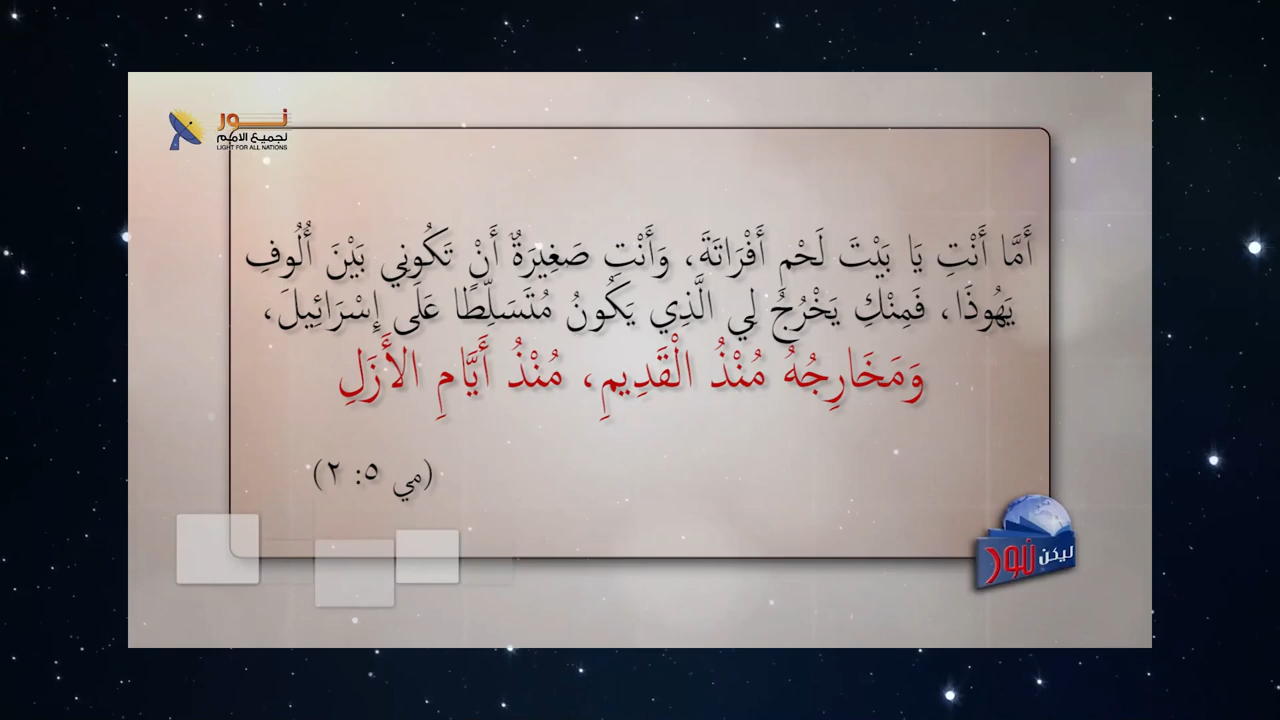 نور
لجميع الامم
LIGHT FOR ALL NATIONS
أَمَّا أَنْتِ يَا بَيْتَ لَحْمِ أَفْرَاتَةَ، وَأَنْتِ صَغِيرَةٌ أَنْ تَكُونِي بَيْنَ أُلُوفِ
يَهُوذَا، فَمِنْكِ يَخْرُجُ لِي الَّذِي يَكُونُ مُتَسَلِّطًا عَلَى إِسْرَائِيلَ،
وَمَخَارِجُهُ مُنْذُ الْقَدِيمِ، مُنْذُ أَيَّامِ الأَزَلِ
(مي ٥: ٢)
ليكن نور